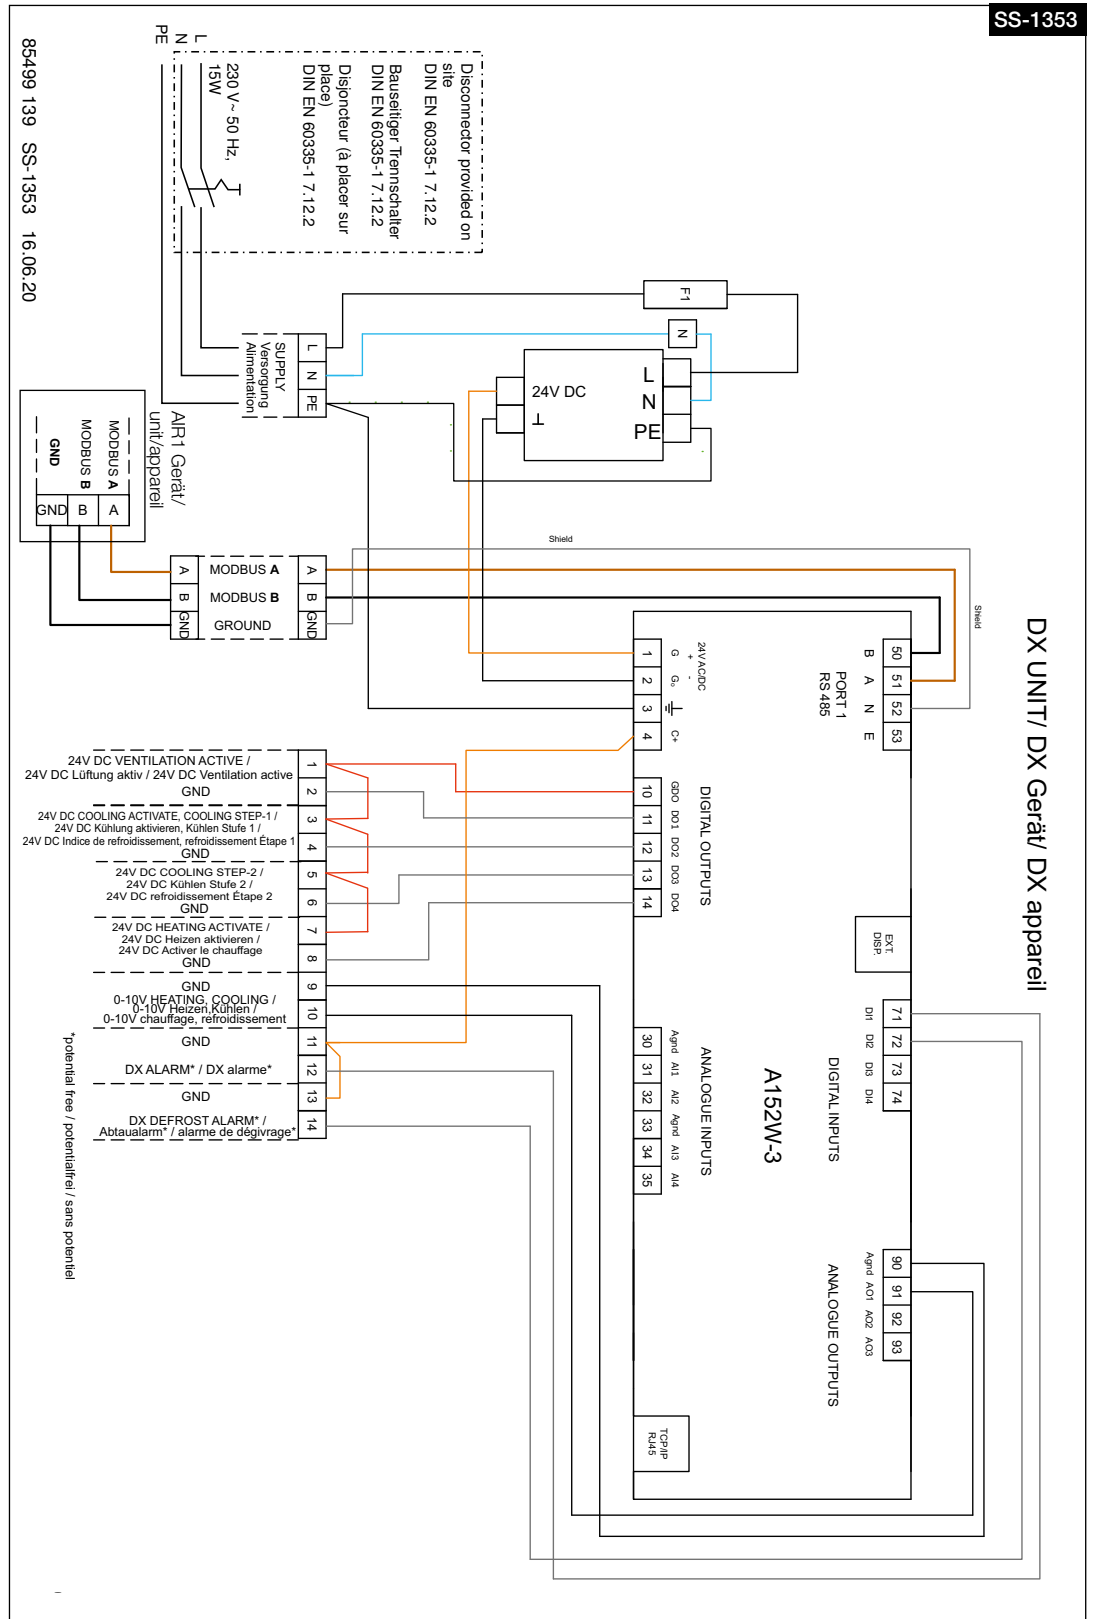 SS-1353
DX UNIT/ DX Gerät/ DX appareil
85499 139 SS-1353 16.06.20
L
N
PE
230 V ~ 50 Hz,
15W
Disconnector provided on
site
DIN EN 60335-1 7.12.2
Bauseitiger Trennschalter
DIN EN 60335-1 7.12.2
Disjoncteur (à placer sur
place)
DIN EN 60335-1 7.12.2
SUPPLY
Versorgung
Alimentation
L
N
PE
F1
N
24V DC
⊥
L
N
PE
AIR1 Gerät/
unit/appareil
MODBUS A
MODBUS B
GND
GND
B
A
A
B
GND
MODBUS A
MODBUS B
GROUND
A
B
GND
Shield
Shield
A152W-3
24V AC/DC
+ -
G
G₀
C+
1
2
3
4
PORT 1
RS 485
B
A
N
E
50
51
52
53
DIGITAL OUTPUTS
GDO
DO1
DO2
DO3
DO4
10
11
12
13
14
EXT.
DISP.
DIGITAL INPUTS
DI1
DI2
DI3
DI4
71
72
73
74
ANALOGUE INPUTS
Agnd
AI1
AI2
Agnd
AI3
AI4
30
31
32
33
34
35
ANALOGUE OUTPUTS
Agnd
AO1
AO2
AO3
90
91
92
93
TCP/IP
RJ45
24V DC VENTILATION ACTIVE /
24V DC Lüftung aktiv / 24V DC Ventilation active
1
GND
2
24V DC COOLING ACTIVATE, COOLING STEP-1 /
24V DC Kühlung aktivieren, Kühlen Stufe 1 /
24V DC Indice de refroidissement, refroidissement Étape 1
3
GND
4
24V DC COOLING STEP-2 /
24V DC Kühlen Stufe 2 /
24V DC refroidissement Étape 2
5
GND
6
24V DC HEATING ACTIVATE /
24V DC Heizen aktivieren /
24V DC Activer le chauffage
7
GND
8
GND
9
0-10V HEATING, COOLING /
0-10V Heizen,Kühlen /
0-10V chauffage, refroidissement
10
GND
11
DX ALARM* / DX alarme*
12
GND
13
DX DEFROST ALARM* /
Abtaualarm* / alarme de dégivrage*
14
*potential free / potentialfrei / sans potentiel